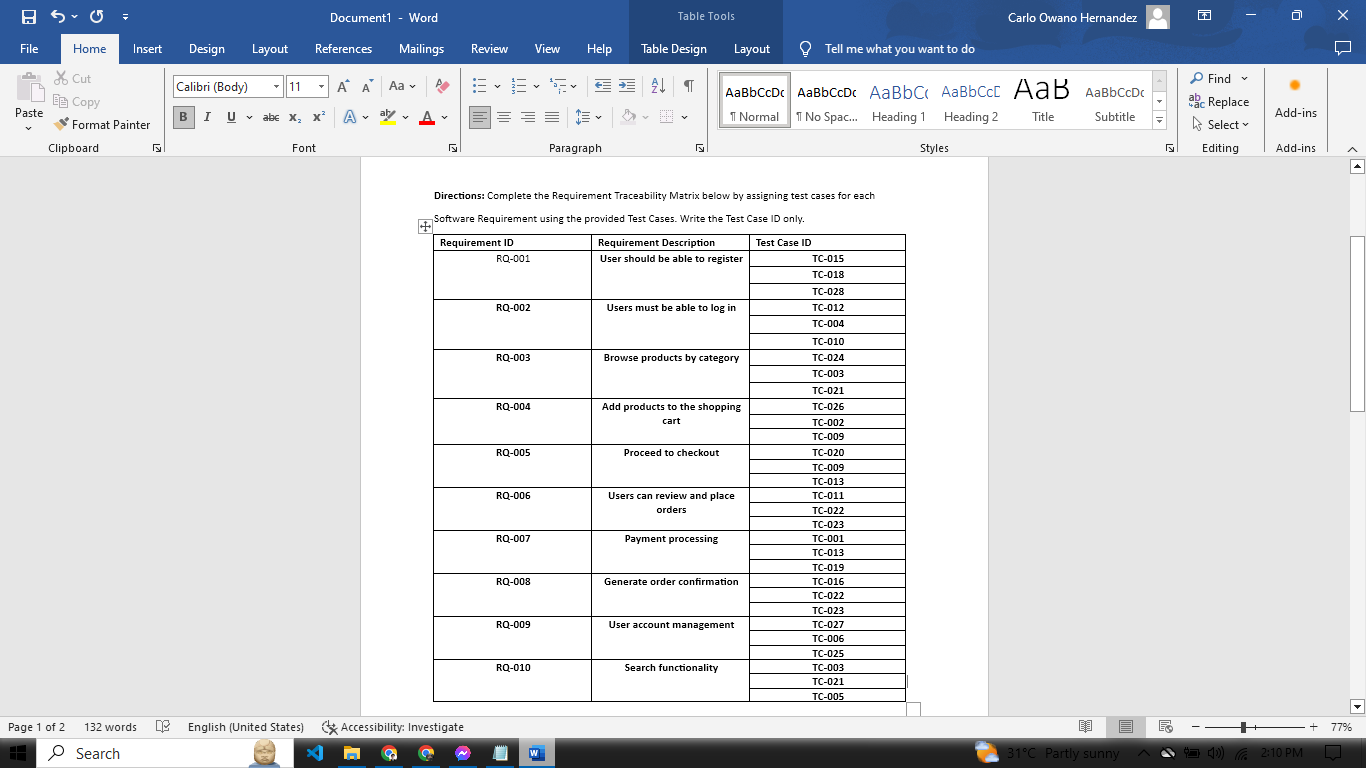 Document1 - Word
Table Tools
Carlo Owano Hernandez
File Home Insert Design Layout References Mailings Review View Help Table Design Layout Tell me what you want to do
Paste
Cut
Copy
Format Painter
Clipboard
Calibri (Body) 11
Aa
B I U abc x₂ x² A A
Font
Paragraph
AaBbCcDc AaBbCcDc AaBbCc AaBbCcD AaB AaBbCcDc
¶ Normal ¶ No Spac... Heading 1 Heading 2 Title Subtitle
Styles
Find
Replace
Select
Editing
Add-ins
Add-ins
Directions: Complete the Requirement Traceability Matrix below by assigning test cases for each
Software Requirement using the provided Test Cases. Write the Test Case ID only.
Requirement ID Requirement Description Test Case ID
RQ-001 User should be able to register TC-015
TC-018
TC-028
RQ-002 Users must be able to log in TC-012
TC-004
TC-010
RQ-003 Browse products by category TC-024
TC-003
TC-021
RQ-004 Add products to the shopping TC-026
cart TC-002
TC-009
RQ-005 Proceed to checkout TC-020
TC-009
TC-013
RQ-006 Users can review and place TC-011
orders TC-022
TC-023
RQ-007 Payment processing TC-001
TC-013
TC-019
RQ-008 Generate order confirmation TC-016
TC-022
TC-023
RQ-009 User account management TC-027
TC-006
TC-025
RQ-010 Search functionality TC-003
TC-021
TC-005
Page 1 of 2 132 words English (United States) Accessibility: Investigate 77%
Search 31°C Partly sunny 2:10 PM